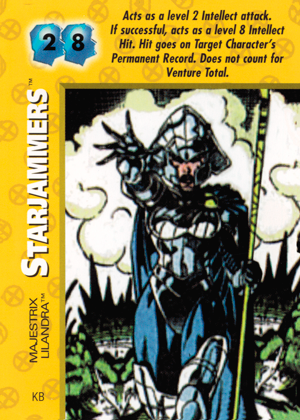 2 8
Acts as a level 2 Intellect attack.
If successful, acts as a level 8 Intellect
Hit. Hit goes on Target Character's
Permanent Record. Does not count for
Venture Total.
STARJAMMERS™
MAJESTRIX
LILANDRA™
KB